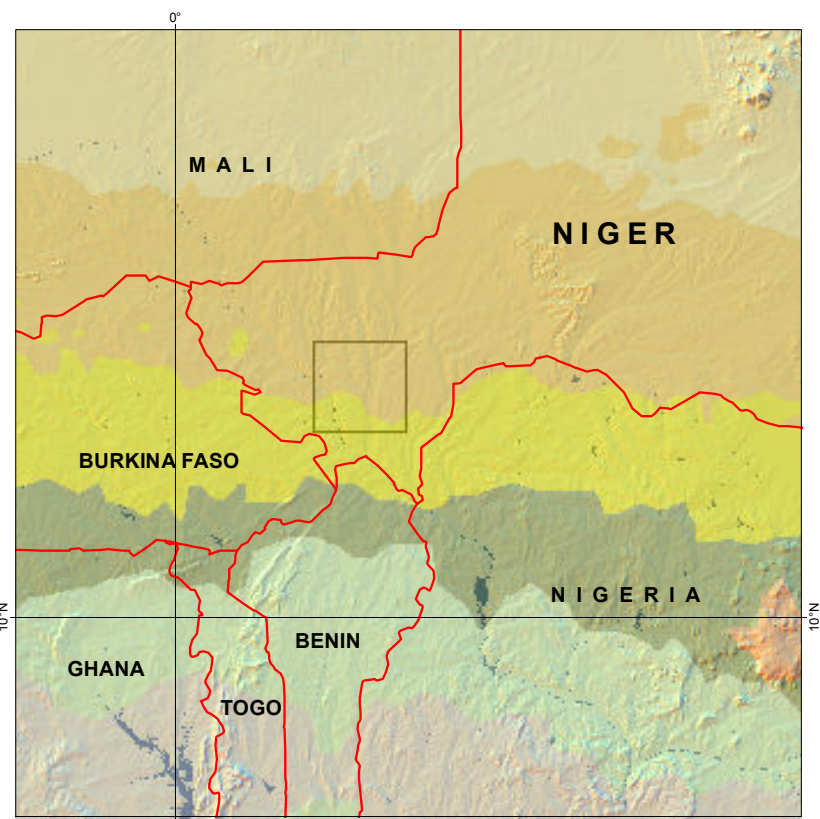 0°
M A L I
NIGER
BURKINA FASO
N I G E R I A
10°N
10°N
BENIN
GHANA
TOGO